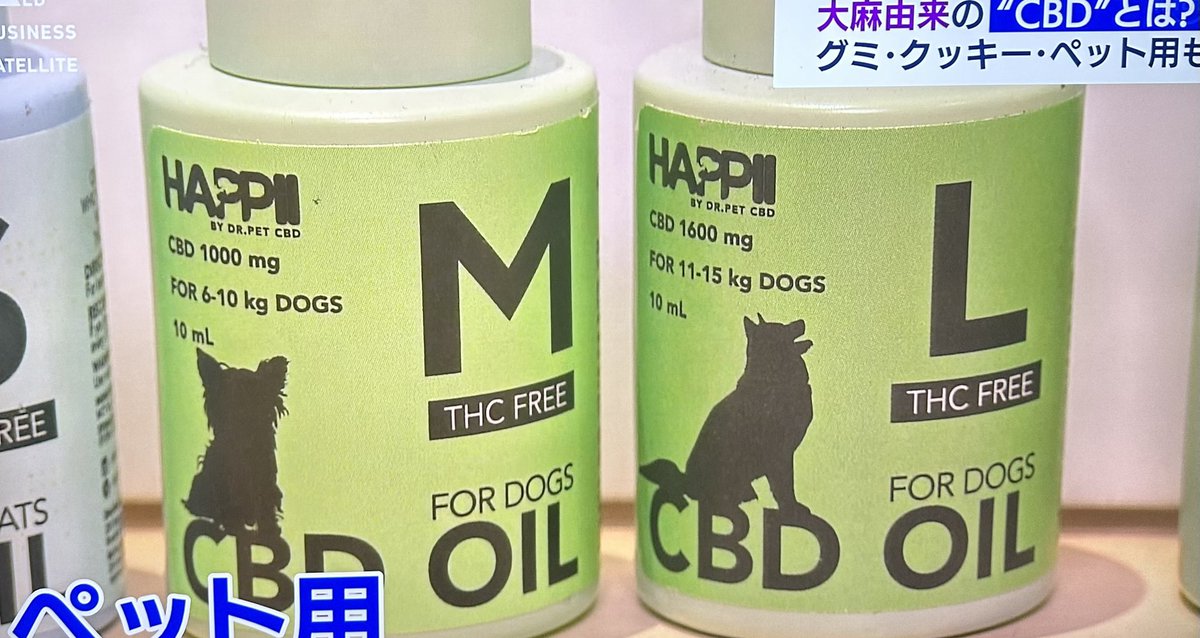 BUSINESS
SATELLITE
大麻由来の"CBD"とは?
グミ・クッキー・ペット用も
HAPPII
BY DR.PET CBD
CBD 1000 mg
FOR 6-10 kg DOGS
10 mL
M
THC FREE
FOR DOGS
CBD OIL
HAPPII
BY DR.PET CBD
CBD 1600 mg
FOR 11-15 kg DOGS
10 mL
L
THC FREE
FOR DOGS
CBD OIL
ペット用